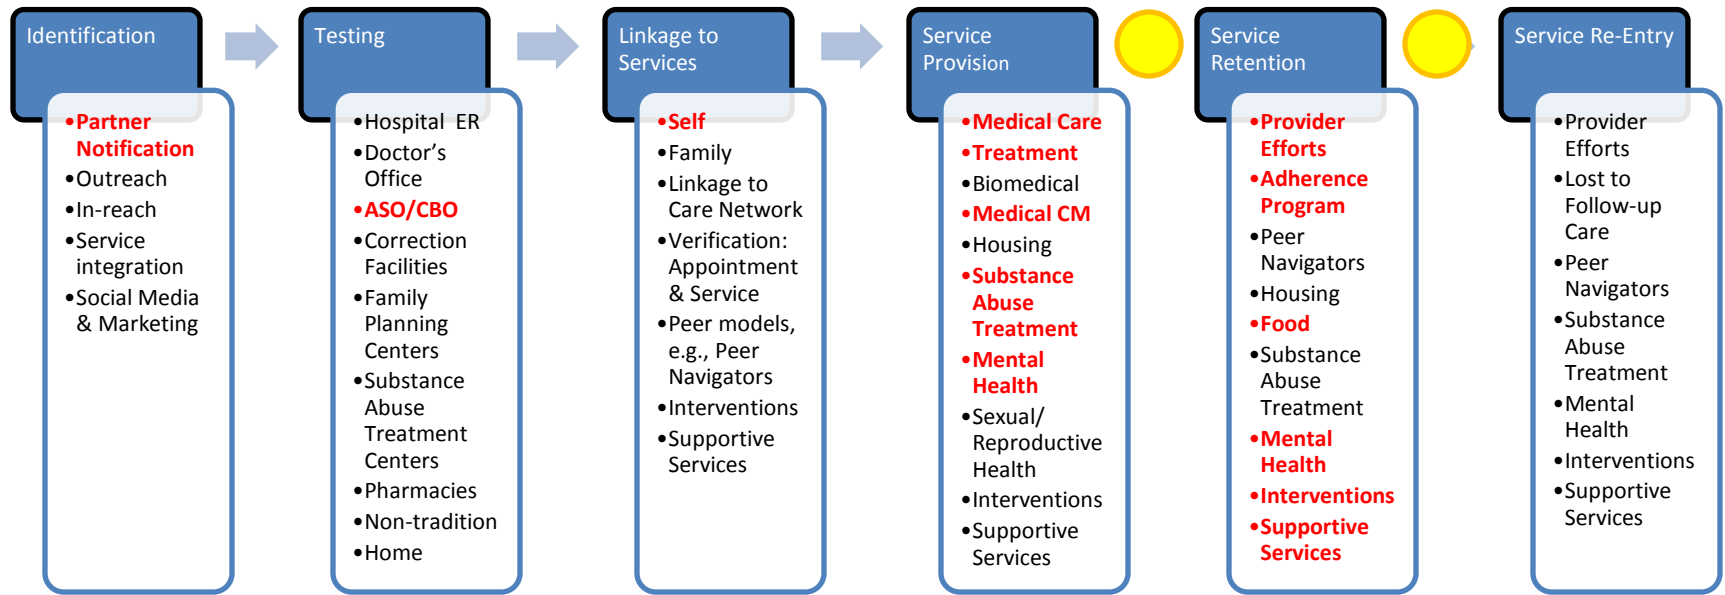 Identification
•Partner
Notification
•Outreach
•In-reach
•Service
integration
•Social Media
& Marketing
Testing
•Hospital ER
•Doctor's
Office
•ASO/CBO
•Correction
Facilities
•Family
Planning
Centers
•Substance
Abuse
Treatment
Centers
•Pharmacies
•Non-tradition
•Home
Linkage to
Services
•Self
•Family
•Linkage to
Care Network
•Verification:
Appointment
& Service
•Peer models,
e.g., Peer
Navigators
•Interventions
•Supportive
Services
Service
Provision
•Medical Care
•Treatment
•Biomedical
•Medical CM
•Housing
•Substance
Abuse
Treatment
•Mental
Health
•Sexual/
Reproductive
Health
•Interventions
•Supportive
Services
Service
Retention
•Provider
Efforts
•Adherence
Program
•Peer
Navigators
•Housing
•Food
•Substance
Abuse
Treatment
•Mental
Health
•Interventions
•Supportive
Services
Service Re-Entry
•Provider
Efforts
•Lost to
Follow-up
Care
•Peer
Navigators
•Substance
Abuse
Treatment
•Mental
Health
•Interventions
•Supportive
Services